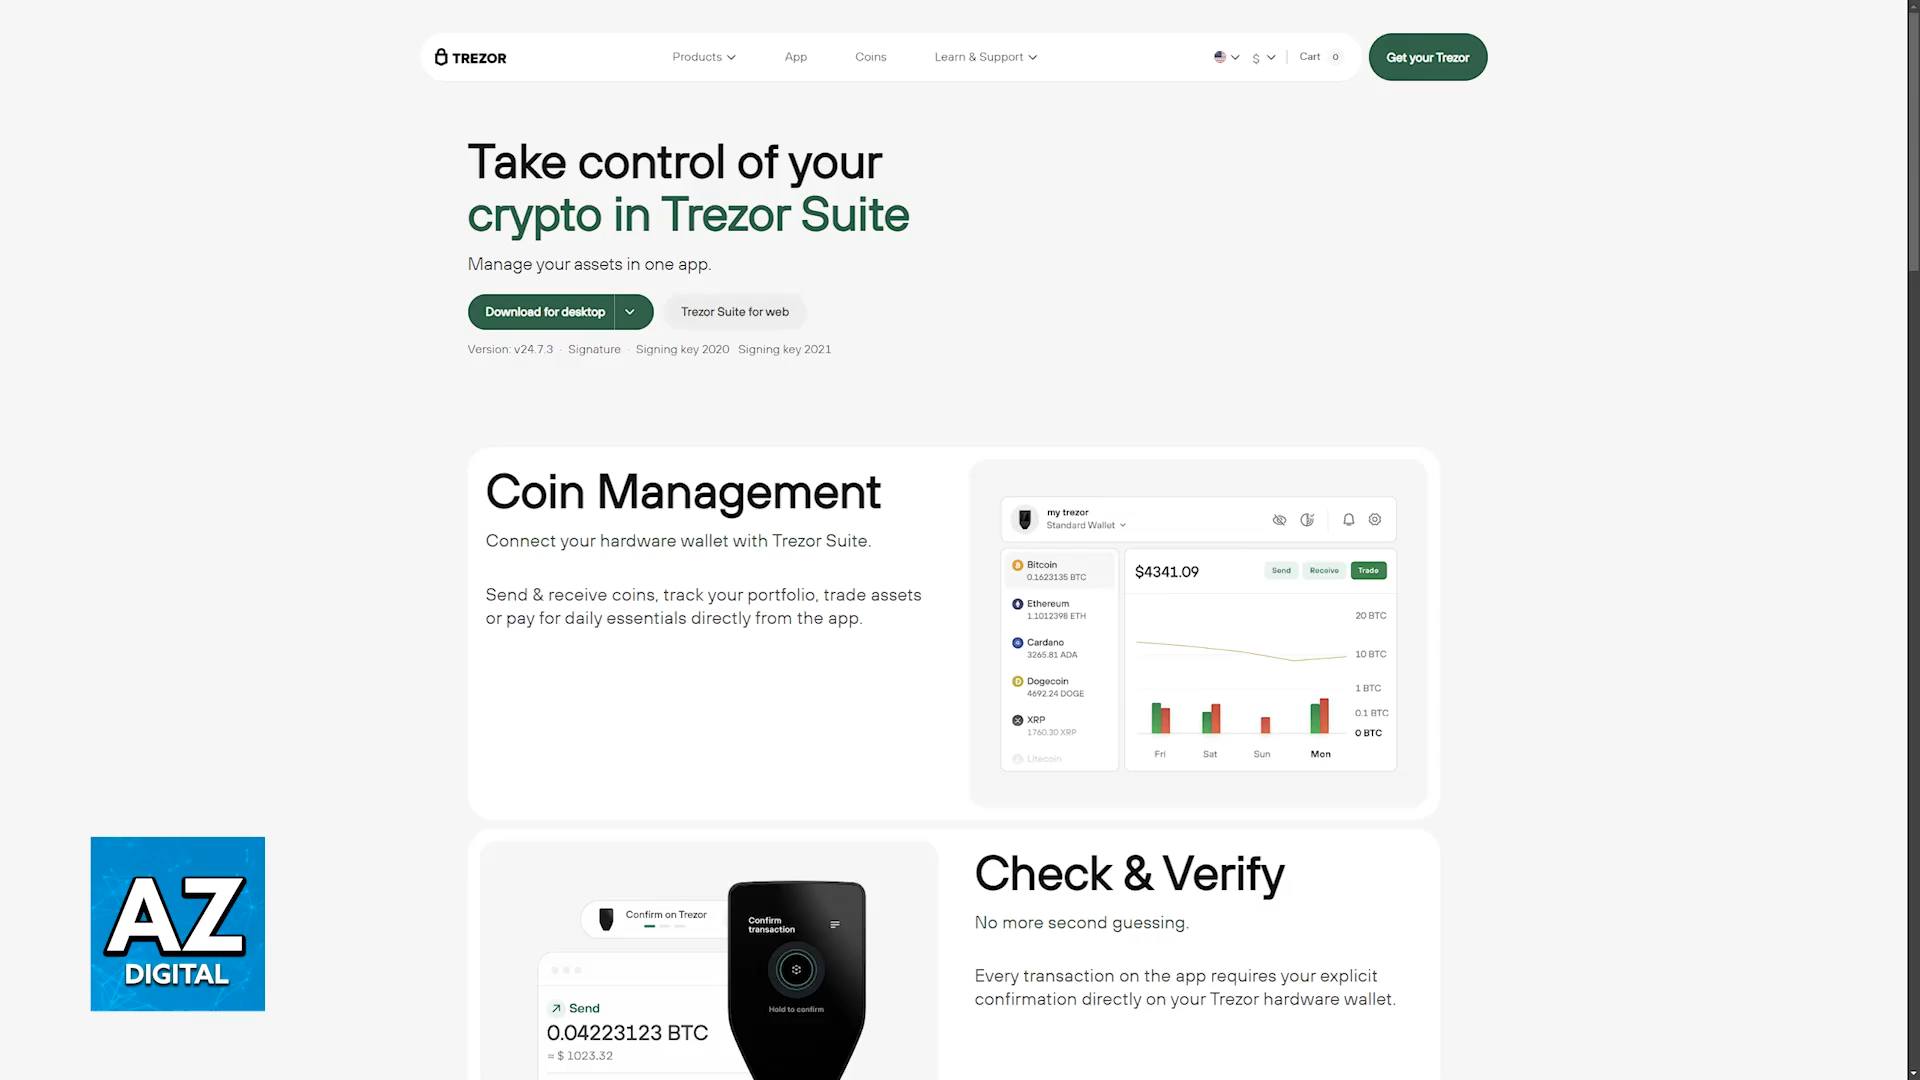 TREZOR
Products
App
Coins
Learn & Support
$
Cart 0
Get your Trezor
Take control of your
crypto in Trezor Suite
Manage your assets in one app.
Download for desktop
Trezor Suite for web
Version: v24.7.3 · Signature · Signing key 2020 Signing key 2021
Coin Management
Connect your hardware wallet with Trezor Suite.
Send & receive coins, track your portfolio, trade assets
or pay for daily essentials directly from the app.
my trezor
Standard Wallet
Bitcoin
0.1623135 BTC
Ethereum
1.1012398 ETH
Cardano
3265.81 ADA
Dogecoin
4692.24 DOGE
XRP
1760.30 XRP
Litecoin
$4341.09
Send
Receive
Trade
20 BTC
10 BTC
1 BTC
0.1 BTC
0 BTC
Fri
Sat
Sun
Mon
Confirm on Trezor
Confirm
transaction
Hold to confirm
Send
0.04223123 BTC
≈ $ 1023.32
Check & Verify
No more second guessing.
Every transaction on the app requires your explicit
confirmation directly on your Trezor hardware wallet.
AZ
DIGITAL